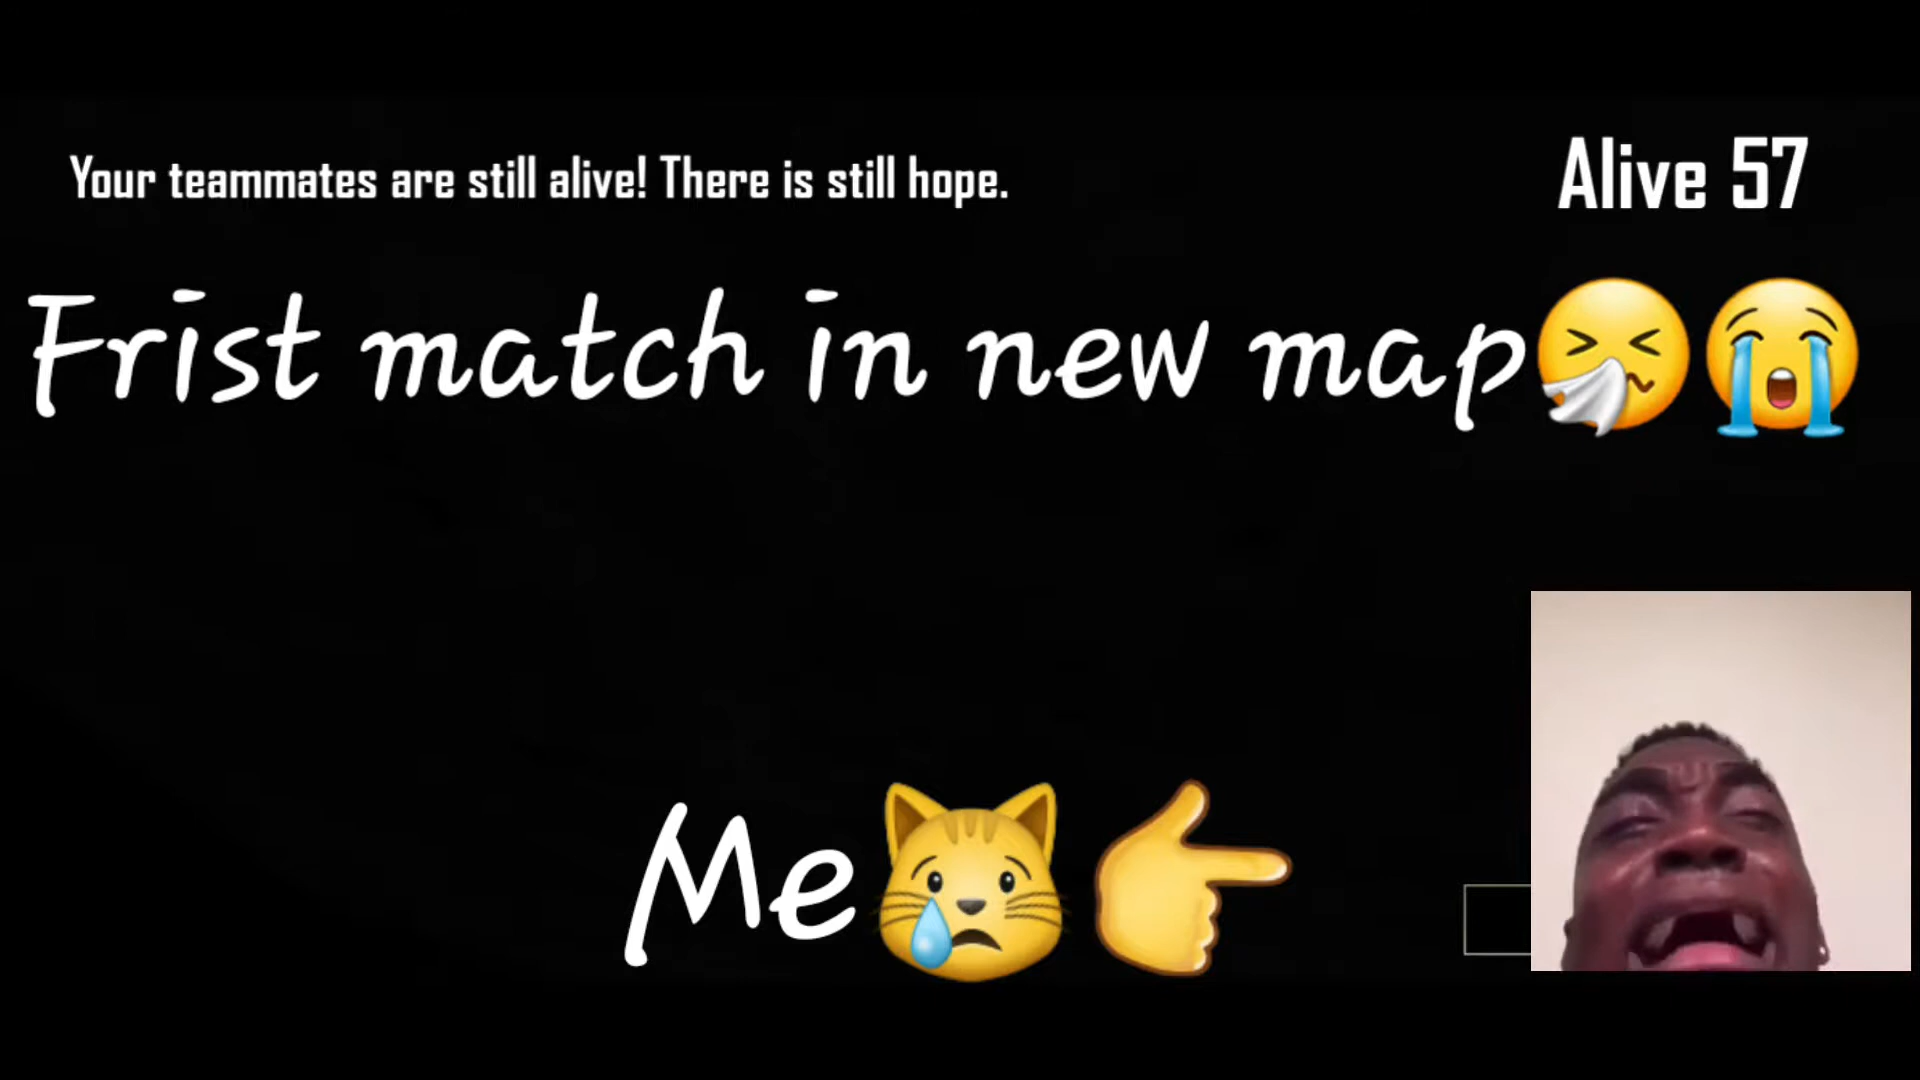 Your teammates are still alive! There is still hope.
Alive 57
Frist match in new map🤧😭
Me😿👉